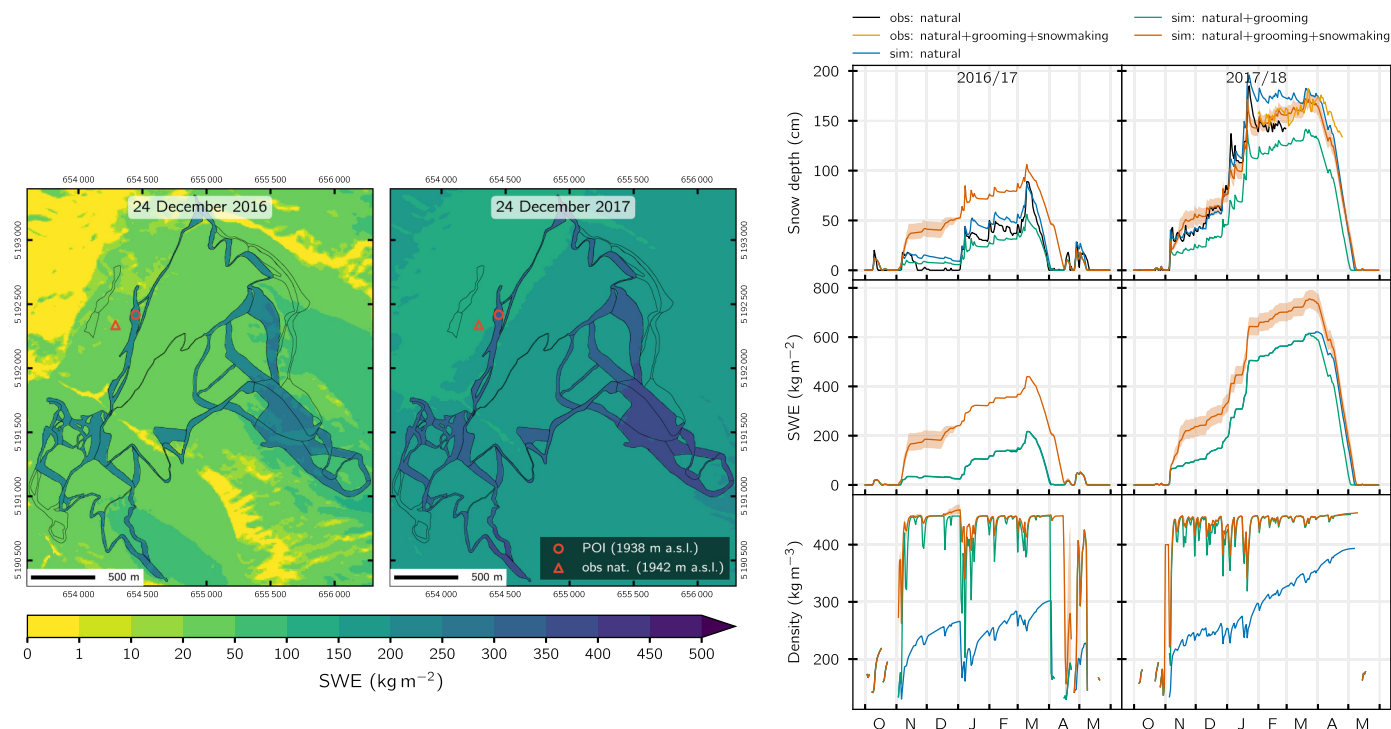 obs: natural
obs: natural+grooming+snowmaking
sim: natural
sim: natural+grooming
sim: natural+grooming+snowmaking
654 000 654 500 655 000 655 500 656 000
654 000 654 500 655 000 655 500 656 000
24 December 2016
24 December 2017
5 193 000
5 192 500
5 192 000
5 191 500
5 191 000
5 190 500
5 193 000
5 192 500
5 192 000
5 191 500
5 191 000
5 190 500
500 m
500 m
POI (1938 m a.s.l.)
obs nat. (1942 m a.s.l.)
654 000 654 500 655 000 655 500 656 000
654 000 654 500 655 000 655 500 656 000
0 1 10 20 50 100 150 200 250 300 350 400 450 500
SWE (kg m−2)
2016/17
2017/18
Snow depth (cm)
200
150
100
50
0
SWE (kg m−2)
800
600
400
200
0
Density (kg m−3)
400
300
200
O N D J F M A M
O N D J F M A M